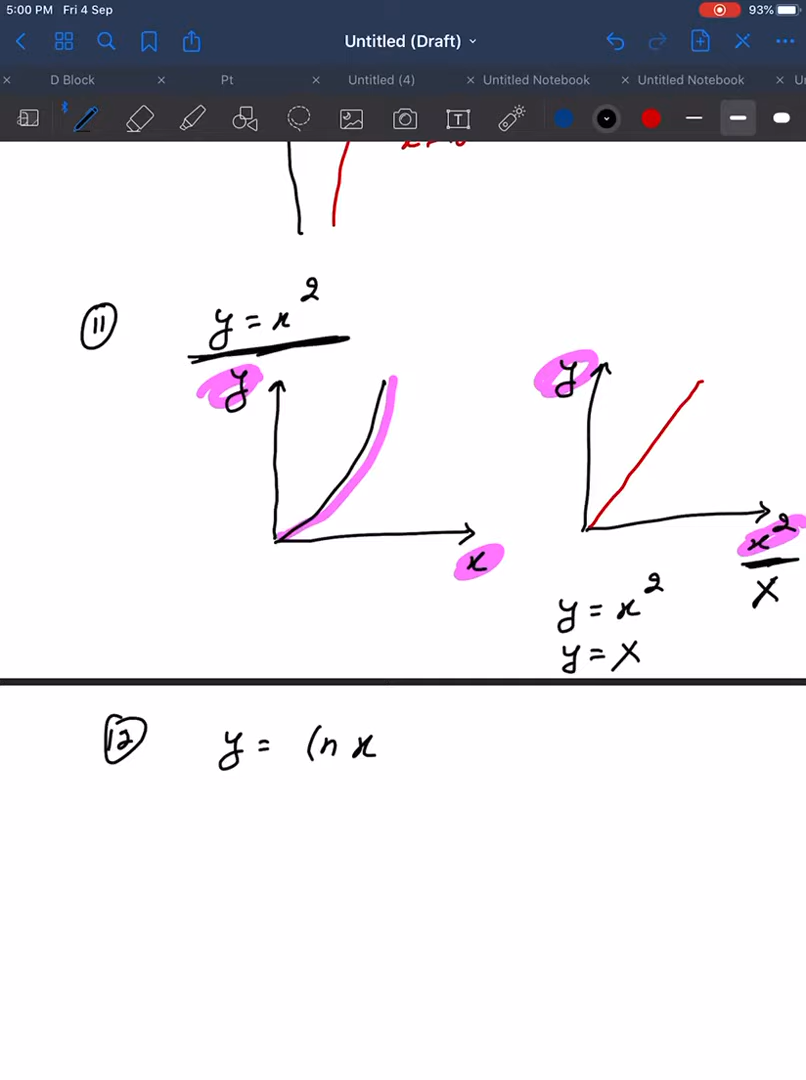 5:00 PM Fri 4 Sep 93%
Untitled (Draft)
D Block Pt Untitled (4) Untitled Notebook Untitled Notebook
T
11 y = x²
y
x
y
x²
X
y = x²
y = X
12 y = ln x